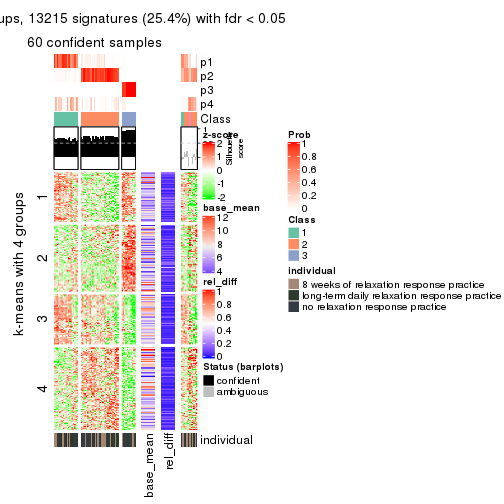 ups, 13215 signatures (25.4%) with fdr < 0.05
60 confident samples
p1
p2
p3
p4
Class
1
Silhouette
score
z-score
2
1
0
-1
-2
base_mean
12
10
8
6
4
rel_diff
1
0.8
0.6
0.4
0.2
0
Status (barplots)
confident
ambiguous
Prob
1
0.8
0.6
0.4
0.2
0
Class
1
2
3
individual
8 weeks of relaxation response practice
long-term daily relaxation response practice
no relaxation response practice
k-means with 4 groups
1
2
3
4
individual
base_mean
rel_diff